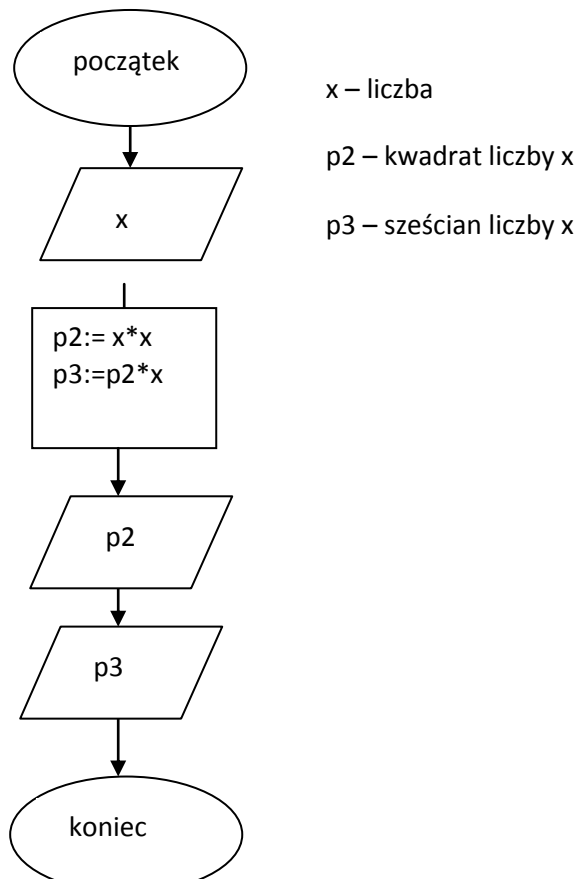 początek
x – liczba
p2 – kwadrat liczby x
x
p3 – sześcian liczby x
p2:= x*x
p3:=p2*x
p2
p3
koniec